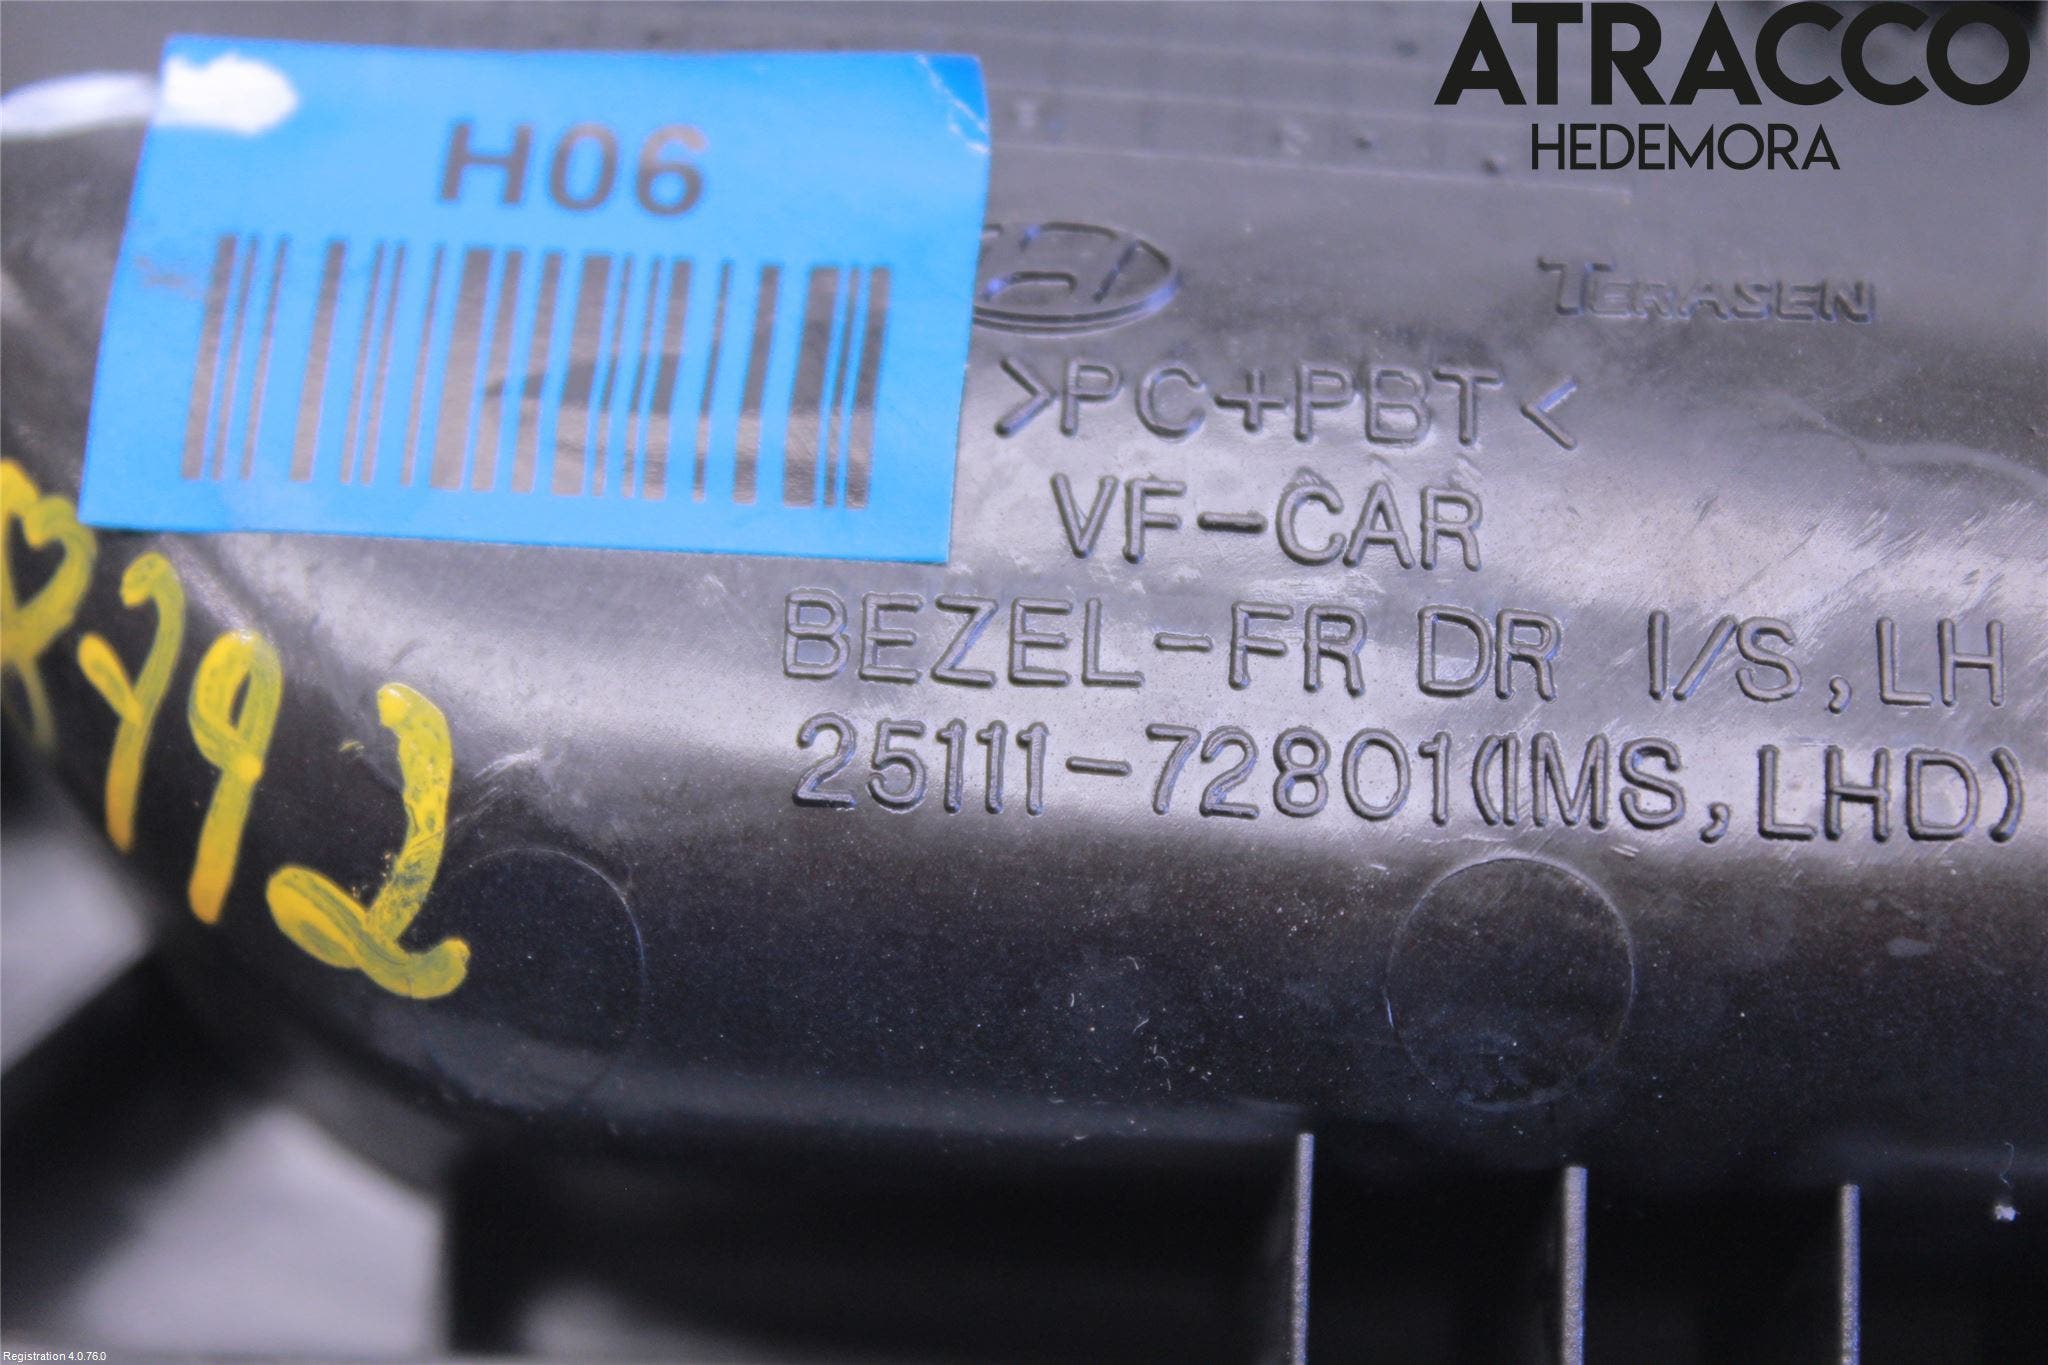 ATRACCO
HEDEMORA
H06
TERASEN
>PC+PBT<
VF-CAR
BEZEL-FR DR I/S, LH
25111-72801(IMS, LHD)
Registration 4.0.76.0